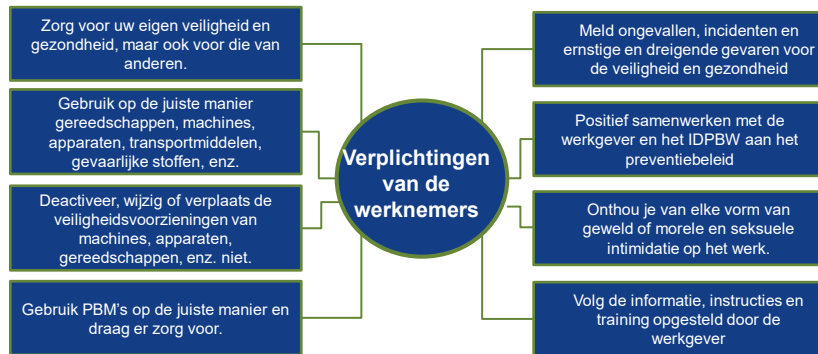 Zorg voor uw eigen veiligheid en
gezondheid, maar ook voor die van
anderen.
Gebruik op de juiste manier
gereedschappen, machines,
apparaten, transportmiddelen,
gevaarlijke stoffen, enz.
Deactiveer, wijzig of verplaats de
veiligheidsvoorzieningen van
machines, apparaten,
gereedschappen, enz. niet.
Gebruik PBM's op de juiste manier en
draag er zorg voor.
Verplichtingen
van de
werknemers
Meld ongevallen, incidenten en
ernstige en dreigende gevaren voor
de veiligheid en gezondheid
Positief samenwerken met de
werkgever en het IDPBW aan het
preventiebeleid
Onthou je van elke vorm van
geweld of morele en seksuele
intimidatie op het werk.
Volg de informatie, instructies en
training opgesteld door de
werkgever